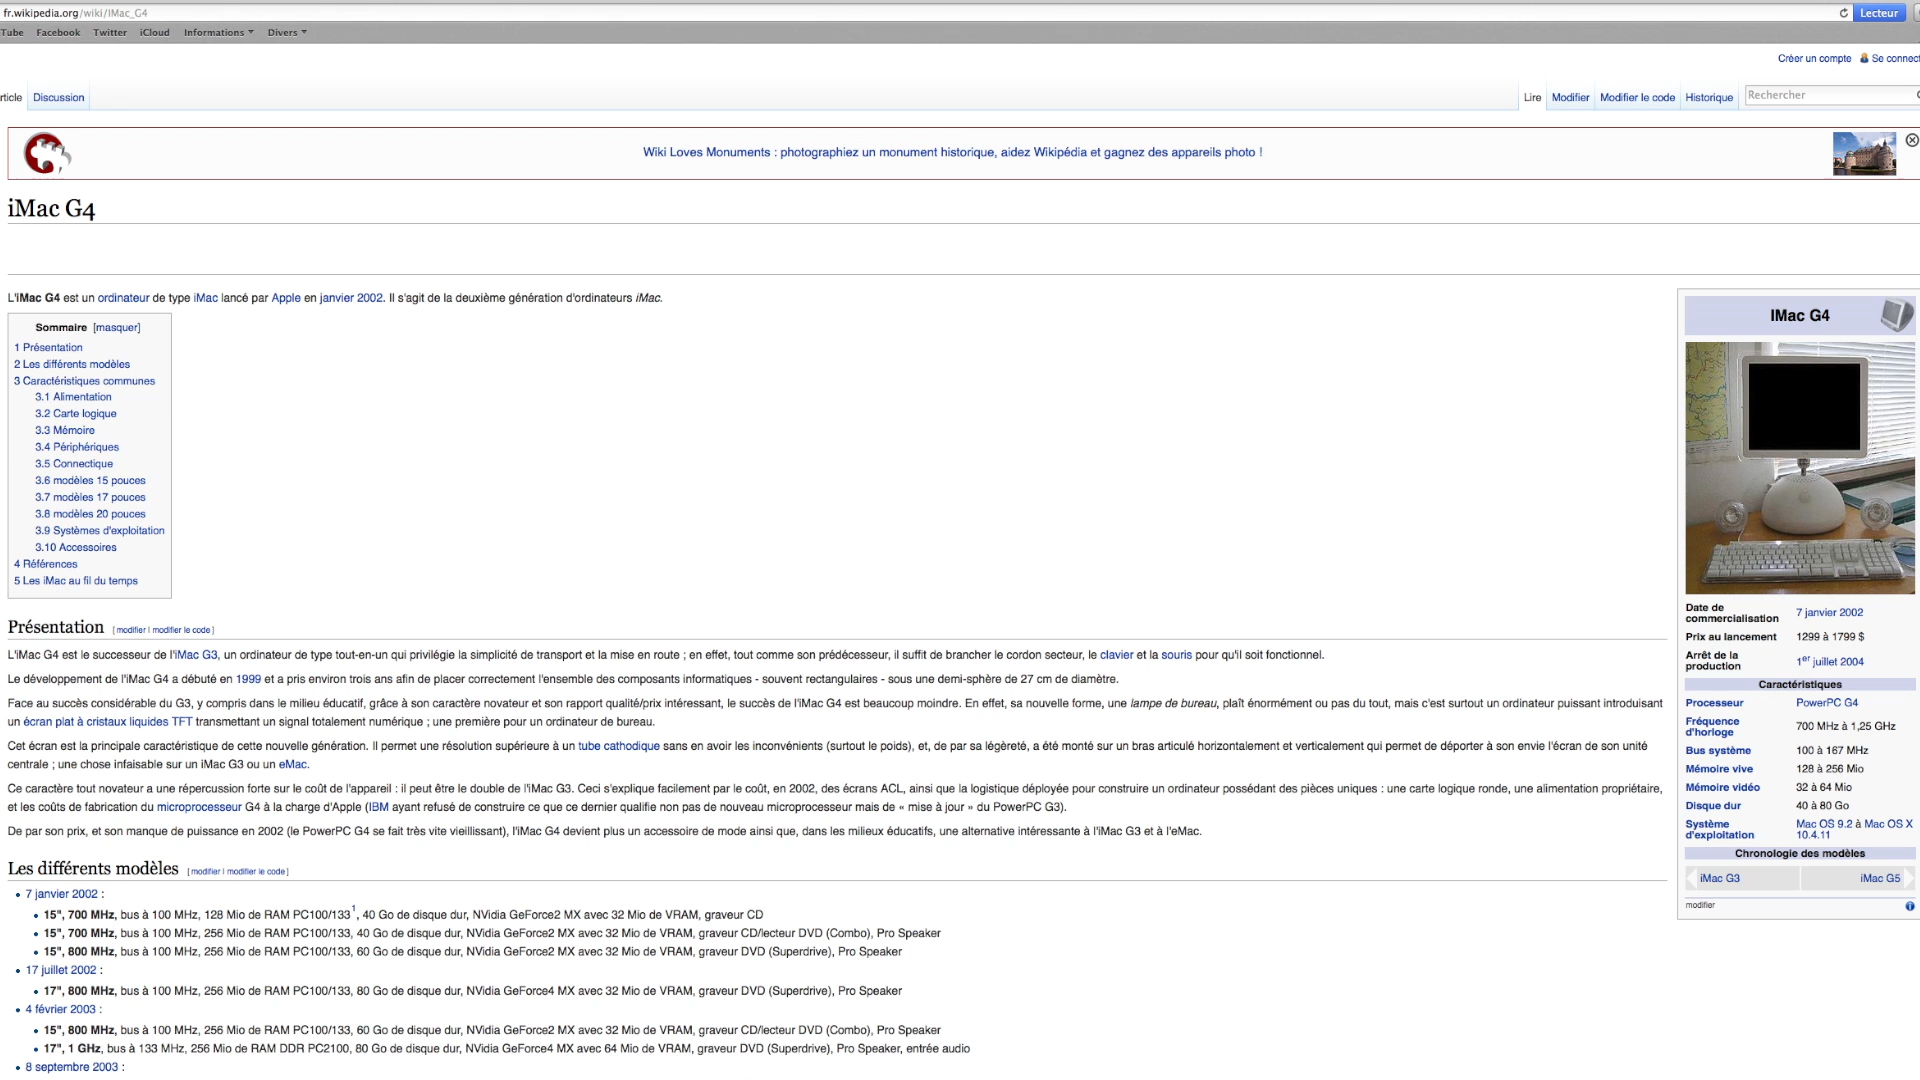 fr.wikipedia.org/wiki/IMac_G4
Lecteur
Tube Facebook Twitter iCloud Informations Divers
Créer un compte Se connect
rticle Discussion Lire Modifier Modifier le code Historique Rechercher
Wiki Loves Monuments : photographiez un monument historique, aidez Wikipédia et gagnez des appareils photo !
iMac G4
L'iMac G4 est un ordinateur de type iMac lancé par Apple en janvier 2002. Il s'agit de la deuxième génération d'ordinateurs iMac.
Sommaire [masquer]
1 Présentation
2 Les différents modèles
3 Caractéristiques communes
3.1 Alimentation
3.2 Carte logique
3.3 Mémoire
3.4 Périphériques
3.5 Connectique
3.6 modèles 15 pouces
3.7 modèles 17 pouces
3.8 modèles 20 pouces
3.9 Systèmes d'exploitation
3.10 Accessoires
4 Références
5 Les iMac au fil du temps
Présentation [ modifier | modifier le code ]
L'iMac G4 est le successeur de l'iMac G3, un ordinateur de type tout-en-un qui privilégie la simplicité de transport et la mise en route ; en effet, tout comme son prédécesseur, il suffit de brancher le cordon secteur, le clavier et la souris pour qu'il soit fonctionnel.
Le développement de l'iMac G4 a débuté en 1999 et a pris environ trois ans afin de placer correctement l'ensemble des composants informatiques - souvent rectangulaires - sous une demi-sphère de 27 cm de diamètre.
Face au succès considérable du G3, y compris dans le milieu éducatif, grâce à son caractère novateur et son rapport qualité/prix intéressant, le succès de l'iMac G4 est beaucoup moindre. En effet, sa nouvelle forme, une lampe de bureau, plaît énormément ou pas du tout, mais c'est surtout un ordinateur puissant introduisant
un écran plat à cristaux liquides TFT transmettant un signal totalement numérique ; une première pour un ordinateur de bureau.
Cet écran est la principale caractéristique de cette nouvelle génération. Il permet une résolution supérieure à un tube cathodique sans en avoir les inconvénients (surtout le poids), et, de par sa légèreté, a été monté sur un bras articulé horizontalement et verticalement qui permet de déporter à son envie l'écran de son unité
centrale ; une chose infaisable sur un iMac G3 ou un eMac.
Ce caractère tout novateur a une répercussion forte sur le coût de l'appareil : il peut être le double de l'iMac G3. Ceci s'explique facilement par le coût, en 2002, des écrans ACL, ainsi que la logistique déployée pour construire un ordinateur possédant des pièces uniques : une carte logique ronde, une alimentation propriétaire,
et les coûts de fabrication du microprocesseur G4 à la charge d'Apple (IBM ayant refusé de construire ce que ce dernier qualifie non pas de nouveau microprocesseur mais de « mise à jour » du PowerPC G3).
De par son prix, et son manque de puissance en 2002 (le PowerPC G4 se fait très vite vieillissant), l'iMac G4 devient plus un accessoire de mode ainsi que, dans les milieux éducatifs, une alternative intéressante à l'iMac G3 et à l'eMac.
Les différents modèles [ modifier | modifier le code ]
7 janvier 2002 :
15", 700 MHz, bus à 100 MHz, 128 Mio de RAM PC100/133¹, 40 Go de disque dur, NVidia GeForce2 MX avec 32 Mio de VRAM, graveur CD
15", 700 MHz, bus à 100 MHz, 256 Mio de RAM PC100/133, 40 Go de disque dur, NVidia GeForce2 MX avec 32 Mio de VRAM, graveur CD/lecteur DVD (Combo), Pro Speaker
15", 800 MHz, bus à 100 MHz, 256 Mio de RAM PC100/133, 60 Go de disque dur, NVidia GeForce2 MX avec 32 Mio de VRAM, graveur DVD (Superdrive), Pro Speaker
17 juillet 2002 :
17", 800 MHz, bus à 100 MHz, 256 Mio de RAM PC100/133, 80 Go de disque dur, NVidia GeForce4 MX avec 32 Mio de VRAM, graveur DVD (Superdrive), Pro Speaker
4 février 2003 :
15", 800 MHz, bus à 100 MHz, 256 Mio de RAM PC100/133, 60 Go de disque dur, NVidia GeForce2 MX avec 32 Mio de VRAM, graveur CD/lecteur DVD (Combo), Pro Speaker
17", 1 GHz, bus à 133 MHz, 256 Mio de RAM DDR PC2100, 80 Go de disque dur, NVidia GeForce4 MX avec 64 Mio de VRAM, graveur DVD (Superdrive), Pro Speaker, entrée audio
8 septembre 2003 :
IMac G4
Date de commercialisation 7 janvier 2002
Prix au lancement 1299 à 1799 $
Arrêt de la production 1er juillet 2004
Caractéristiques
Processeur PowerPC G4
Fréquence d'horloge 700 MHz à 1,25 GHz
Bus système 100 à 167 MHz
Mémoire vive 128 à 256 Mio
Mémoire vidéo 32 à 64 Mio
Disque dur 40 à 80 Go
Système d'exploitation Mac OS 9.2 à Mac OS X 10.4.11
Chronologie des modèles
iMac G3 iMac G5
modifier